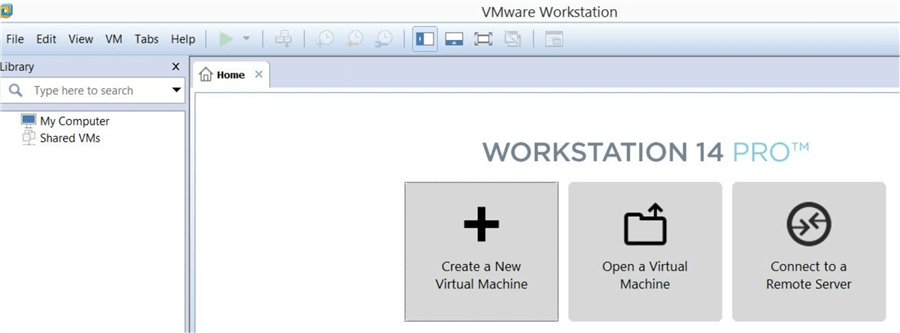 VMware Workstation
File Edit View VM Tabs Help
Library X
Type here to search
My Computer
Shared VMs
Home X
WORKSTATION 14 PRO™
Create a New
Virtual Machine
Open a Virtual
Machine
Connect to a
Remote Server